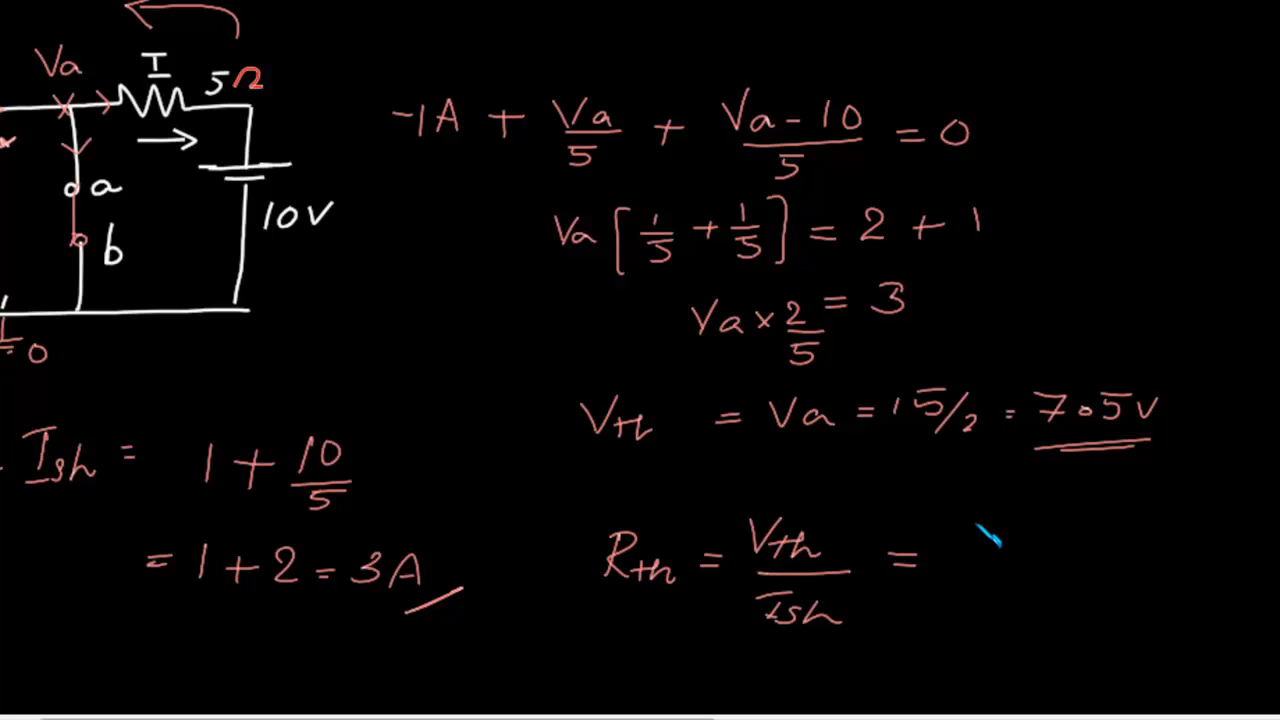 Va
I
5 Ω
a
b
10V
= 0
-1A + Va/5 + Va - 10/5 = 0
Va [1/5 + 1/5] = 2 + 1
Va × 2/5 = 3
Vth = Va = 15/2 = 7.5V
Ish = 1 + 10/5
= 1 + 2 = 3A
Rth = Vth/Ish =